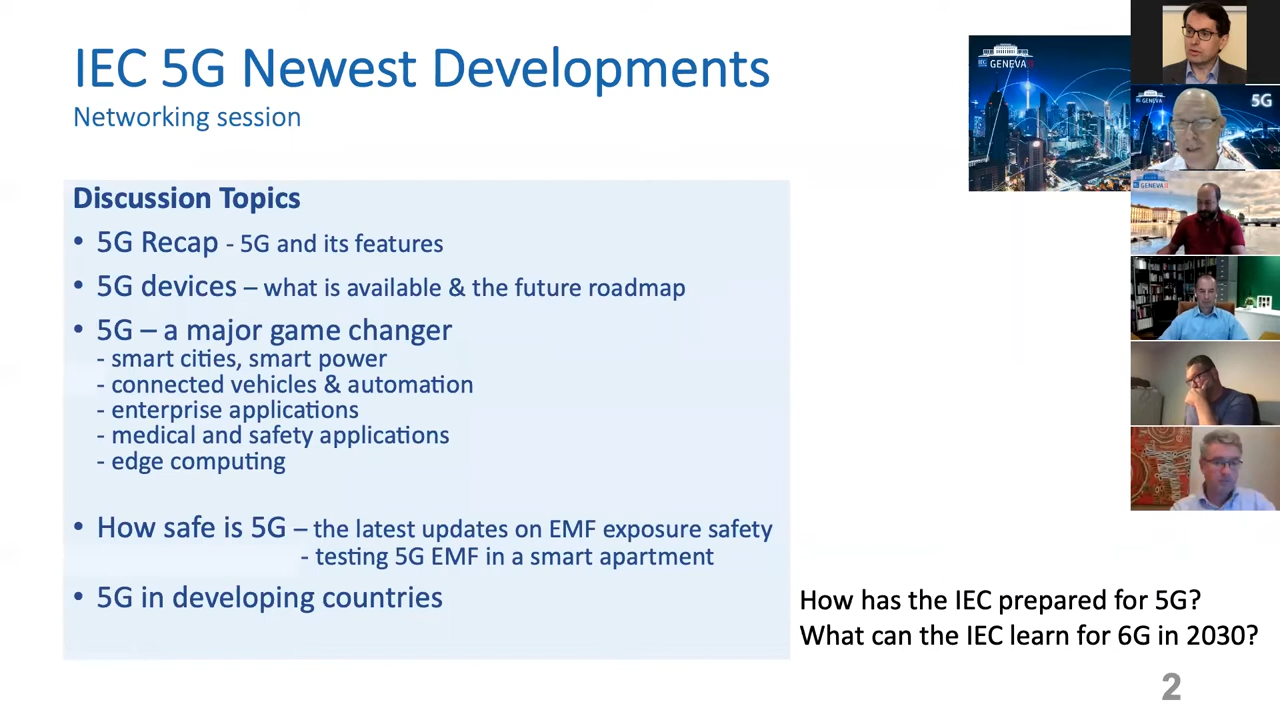 IEC 5G Newest Developments
Networking session
GENEVA
5G
GENEVA
GENEVA
Discussion Topics
• 5G Recap - 5G and its features
• 5G devices – what is available & the future roadmap
• 5G – a major game changer
- smart cities, smart power
- connected vehicles & automation
- enterprise applications
- medical and safety applications
- edge computing
• How safe is 5G – the latest updates on EMF exposure safety
- testing 5G EMF in a smart apartment
• 5G in developing countries
How has the IEC prepared for 5G?
What can the IEC learn for 6G in 2030?
2